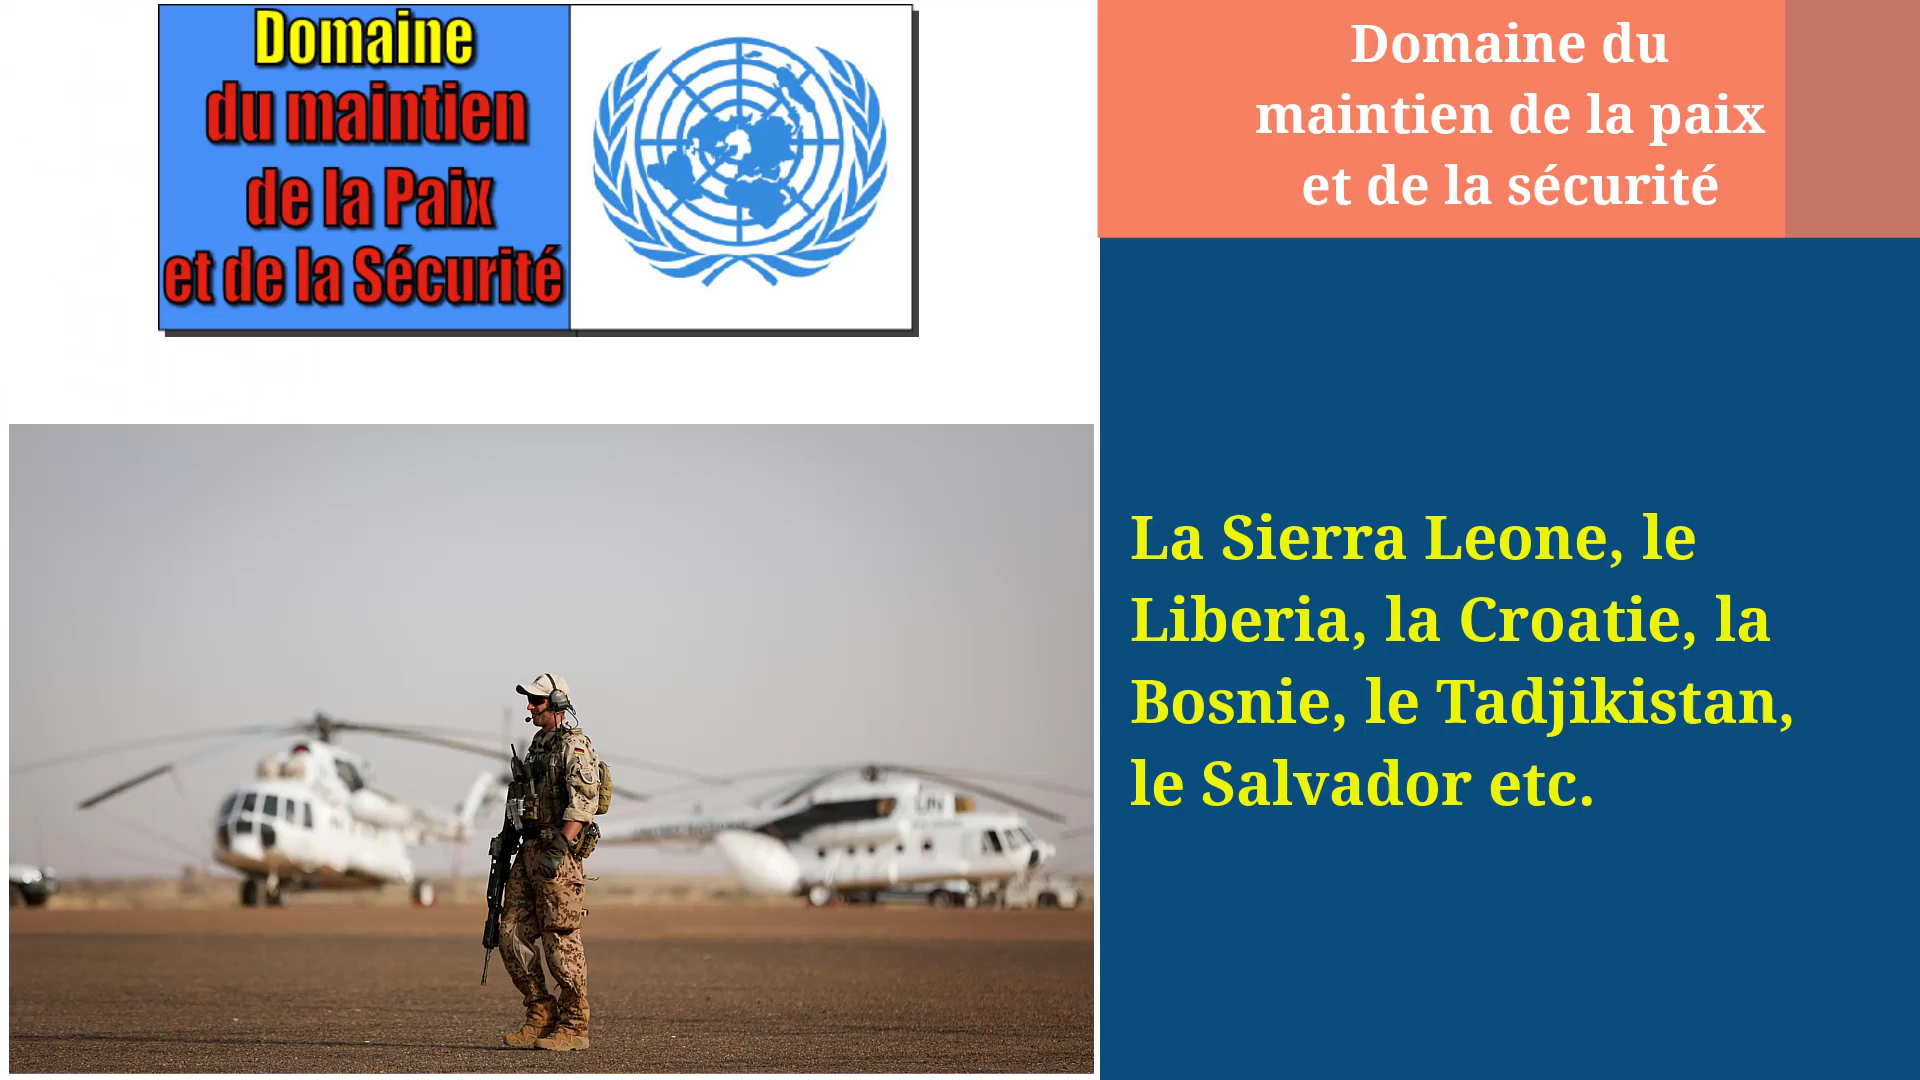 Domaine
du maintien
de la Paix
et de la Sécurité
Domaine du
maintien de la paix
et de la sécurité
La Sierra Leone, le
Liberia, la Croatie, la
Bosnie, le Tadjikistan,
le Salvador etc.
UN